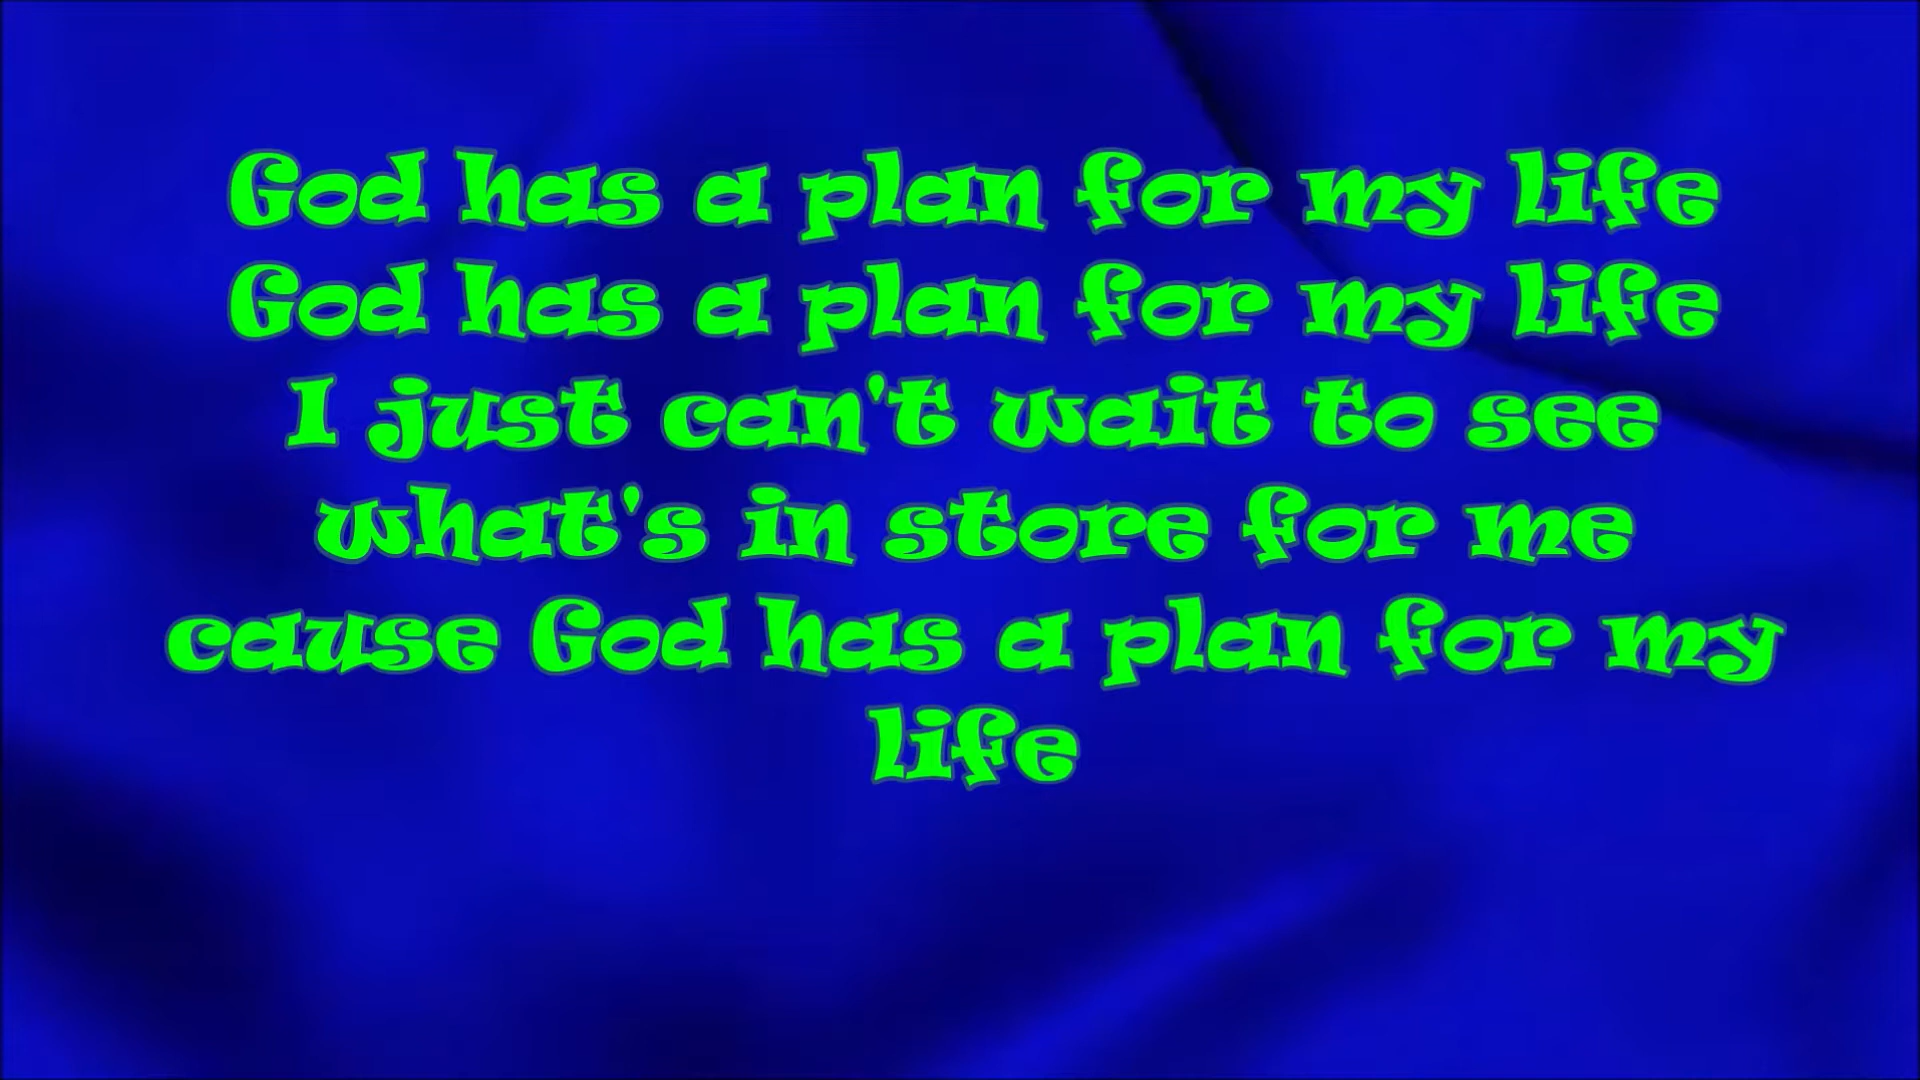 God has a plan for my life
God has a plan for my life
I just can't wait to see
what's in store for me
cause God has a plan for my
life